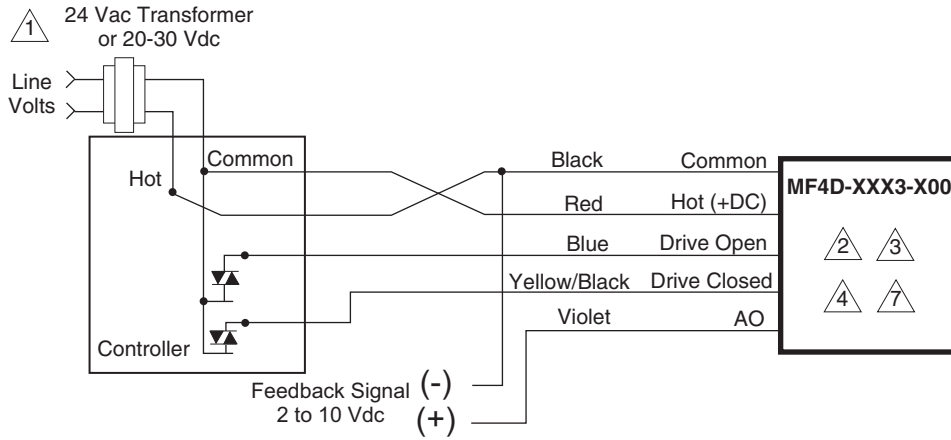 1
24 Vac Transformer
or 20-30 Vdc
Line
Volts
Hot
Common
Controller
Black
Common
Red
Hot (+DC)
Blue
Drive Open
Yellow/Black
Drive Closed
Violet
AO
MF4D-XXX3-X00
2
3
4
7
Feedback Signal (-)
2 to 10 Vdc (+)